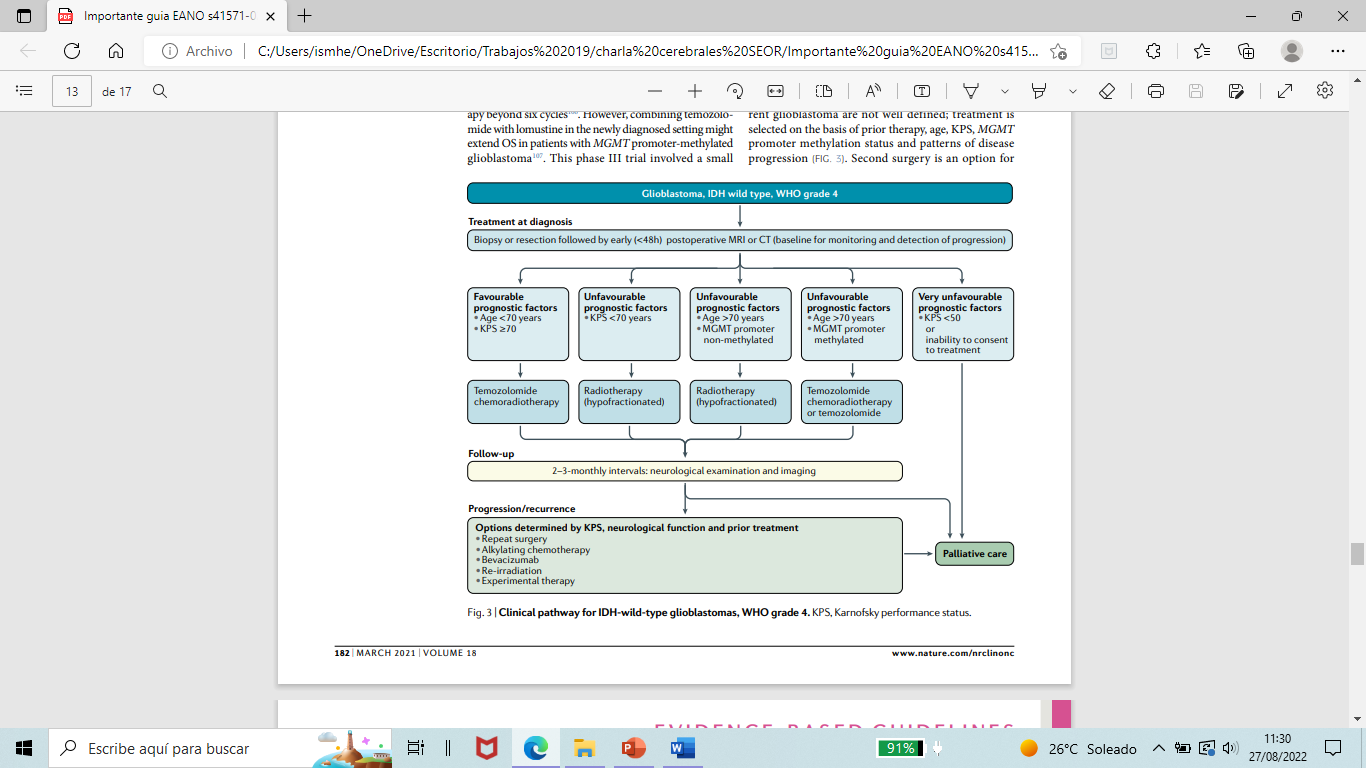 Importante guia EANO s41571-0
Archivo
C:/Users/ismhe/OneDrive/Escritorio/Trabajos%202019/charla%20cerebrales%20SEOR/Importante%20guia%20EANO%20s415...
13 de 17
apy beyond six cycles. However, combining temozolo-
mide with lomustine in the newly diagnosed setting might
extend OS in patients with MGMT promoter-methylated
glioblastoma107. This phase III trial involved a small
rent glioblastoma are not well defined; treatment is
selected on the basis of prior therapy, age, KPS, MGMT
promoter methylation status and patterns of disease
progression (FIG. 3). Second surgery is an option for
Glioblastoma, IDH wild type, WHO grade 4
Treatment at diagnosis
Biopsy or resection followed by early (<48h) postoperative MRI or CT (baseline for monitoring and detection of progression)
Favourable
prognostic factors
• Age <70 years
• KPS ≥70
Unfavourable
prognostic factors
• KPS <70 years
Unfavourable
prognostic factors
• Age >70 years
• MGMT promoter
non-methylated
Unfavourable
prognostic factors
• Age >70 years
• MGMT promoter
methylated
Very unfavourable
prognostic factors
• KPS <50
or
inability to consent
to treatment
Temozolomide
chemoradiotherapy
Radiotherapy
(hypofractionated)
Radiotherapy
(hypofractionated)
Temozolomide
chemoradiotherapy
or temozolomide
Follow-up
2–3-monthly intervals: neurological examination and imaging
Progression/recurrence
Options determined by KPS, neurological function and prior treatment
• Repeat surgery
• Alkylating chemotherapy
• Bevacizumab
• Re-irradiation
• Experimental therapy
Palliative care
Fig. 3 | Clinical pathway for IDH-wild-type glioblastomas, WHO grade 4. KPS, Karnofsky performance status.
182 | MARCH 2021 | VOLUME 18
www.nature.com/nrclinonc
EVIDENCE-BASED GUIDELINES
Escribe aquí para buscar
91%
26°C Soleado
11:30
27/08/2022